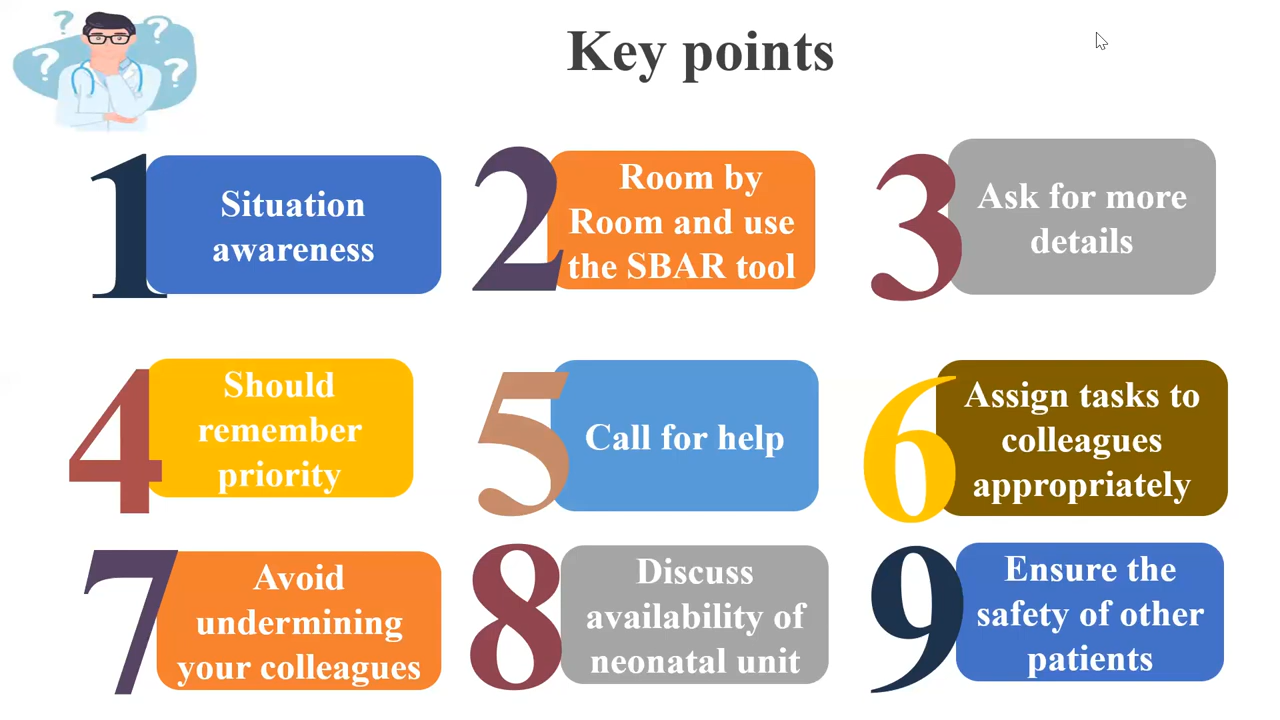 Key points
1
Situation
awareness
2
Room by
Room and use
the SBAR tool
3
Ask for more
details
4
Should
remember
priority
5
Call for help
6
Assign tasks to
colleagues
appropriately
7
Avoid
undermining
your colleagues
8
Discuss
availability of
neonatal unit
9
Ensure the
safety of other
patients